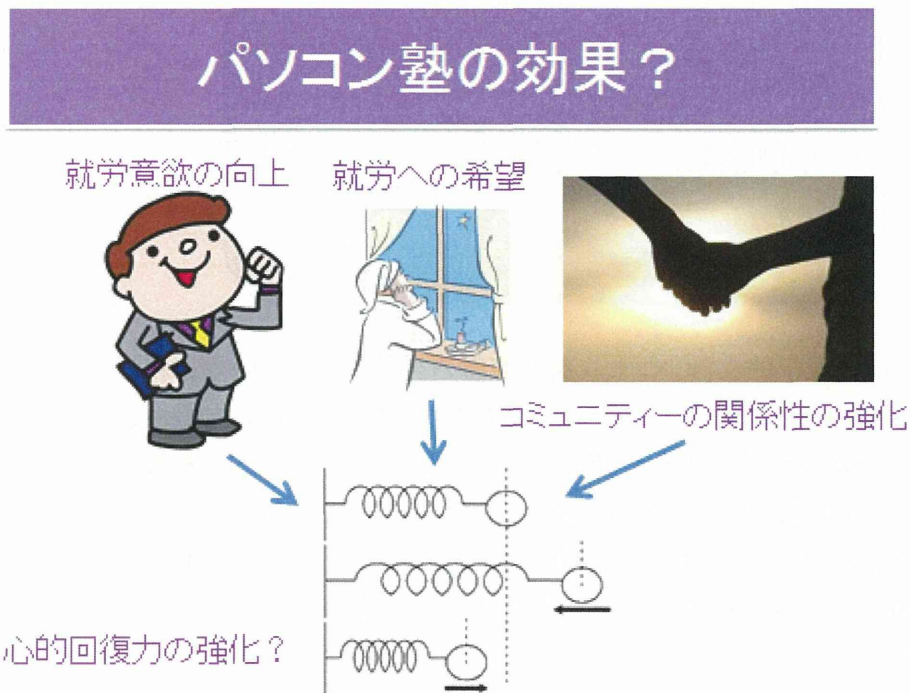 パソコン塾の効果？
就労意欲の向上
就労への希望
コミュニティーの関係性の強化
心的回復力の強化？